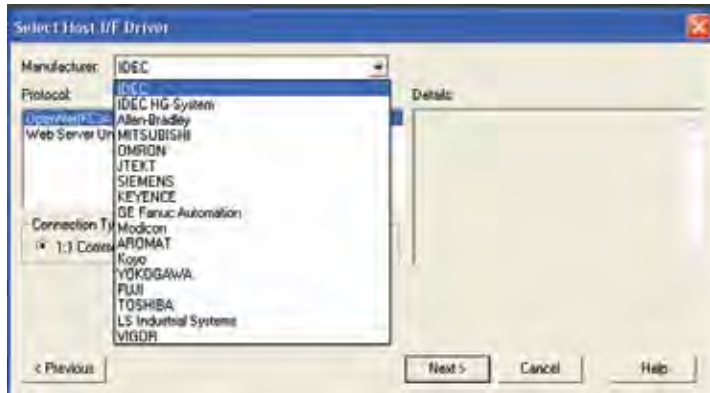 Select Host I/F Driver
Manufacturer: IDEC
Protocol:
Details:
IDEC
IDEC HG-System
Allen-Bradley
Web Server Un
MITSUBISHI
OMRON
JTEKT
SIEMENS
KEYENCE
GE Fanuc Automation
Connection Ty
Modicon
1:1 Comm
AROMAT
Koyo
YOKOGAWA
FUJI
TOSHIBA
LS Industrial Systems
VIGOR
< Previous
Next >
Cancel
Help